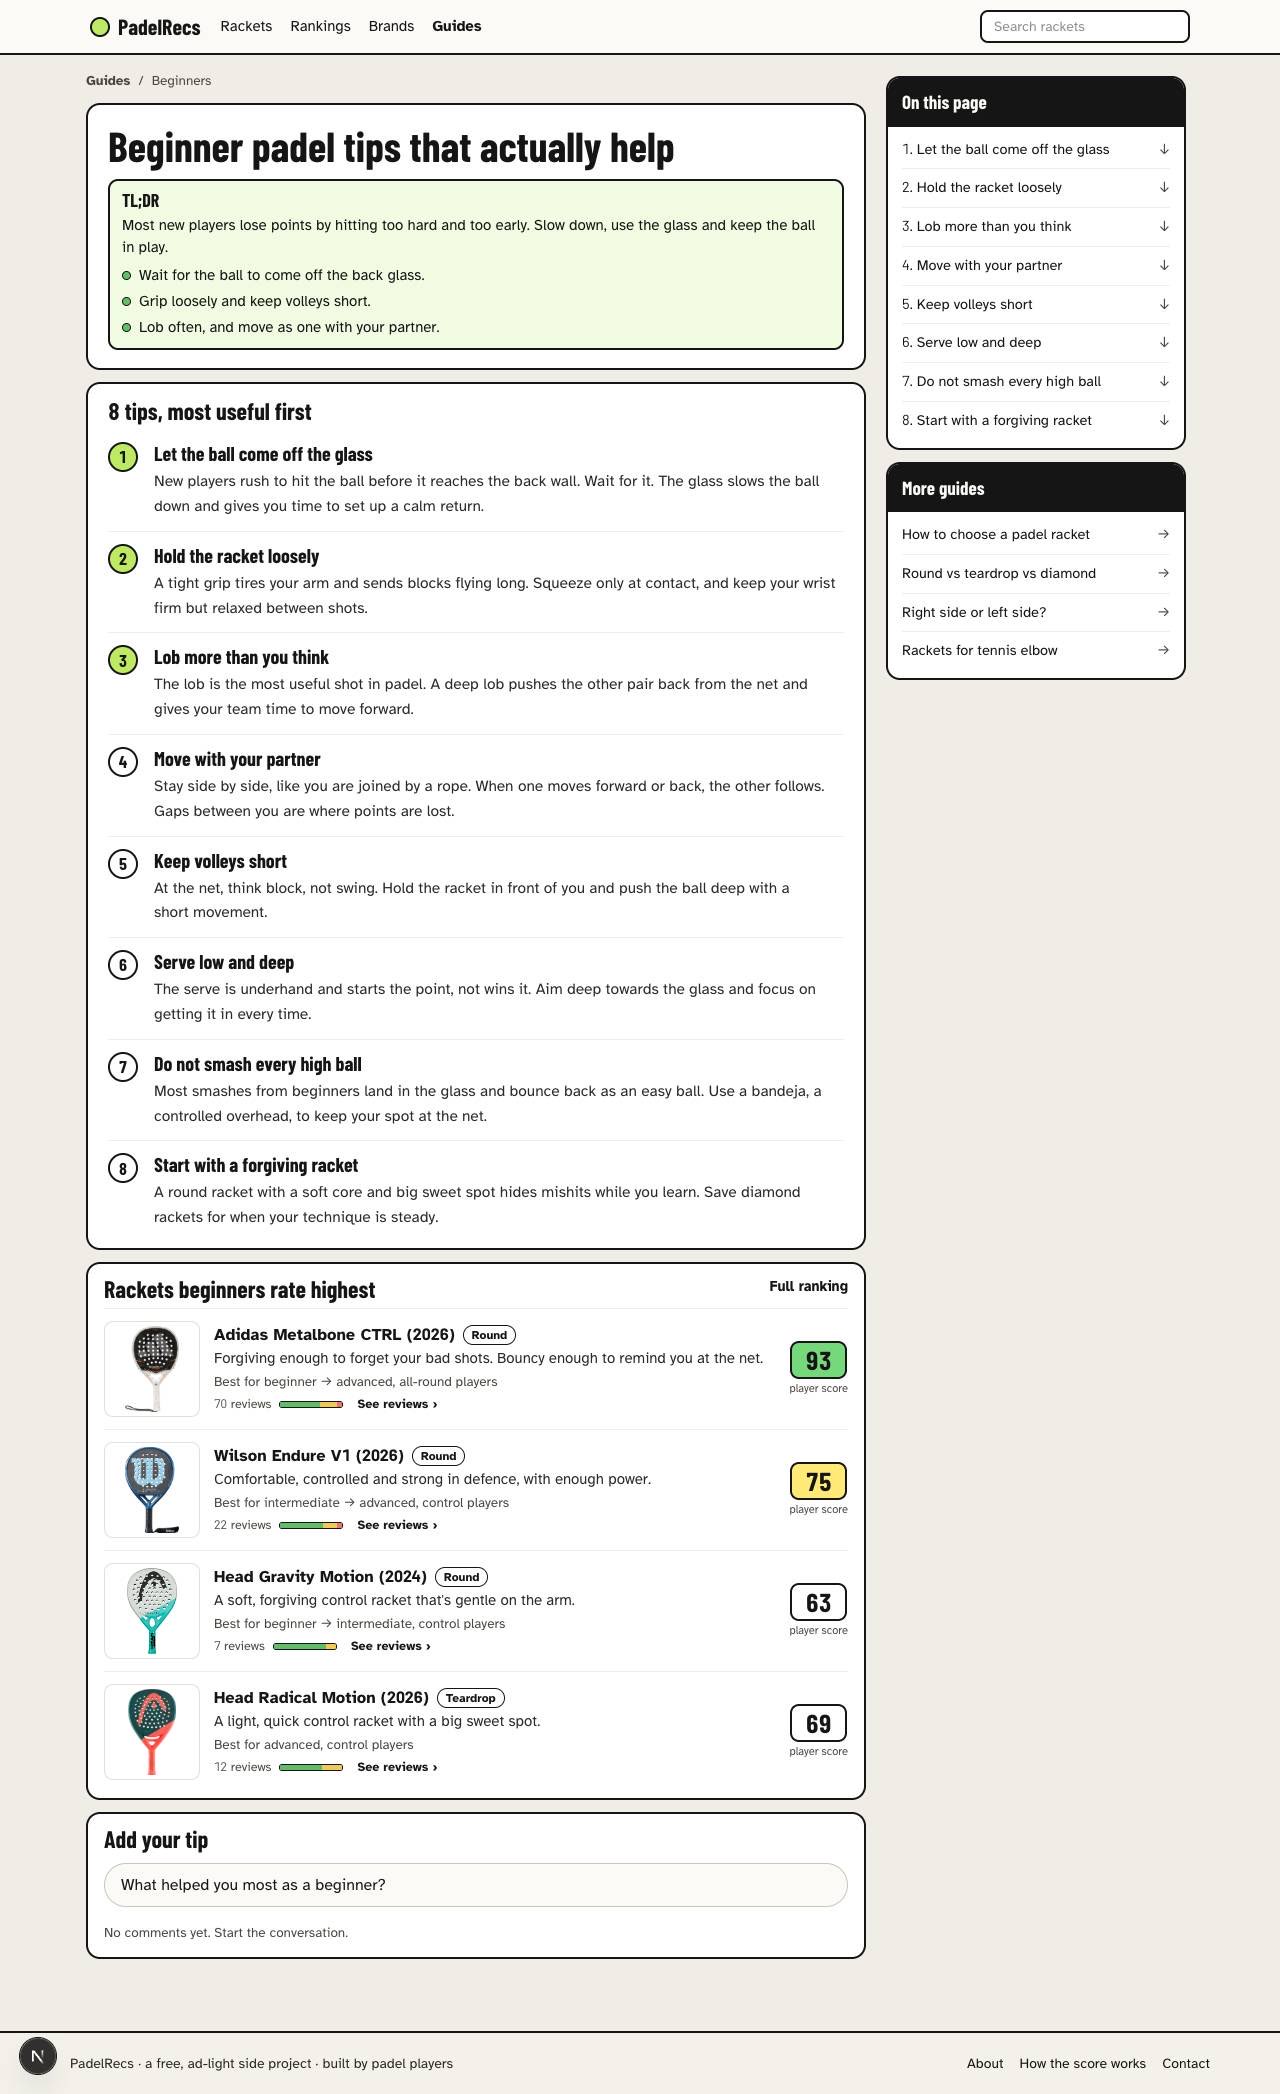 PadelRecs Rackets Rankings Brands Guides Search rackets
Guides / Beginners
Beginner padel tips that actually help
TL;DR
Most new players lose points by hitting too hard and too early. Slow down, use the glass and keep the ball
in play.
Wait for the ball to come off the back glass.
Grip loosely and keep volleys short.
Lob often, and move as one with your partner.
8 tips, most useful first
1 Let the ball come off the glass
New players rush to hit the ball before it reaches the back wall. Wait for it. The glass slows the ball
down and gives you time to set up a calm return.
2 Hold the racket loosely
A tight grip tires your arm and sends blocks flying long. Squeeze only at contact, and keep your wrist
firm but relaxed between shots.
3 Lob more than you think
The lob is the most useful shot in padel. A deep lob pushes the other pair back from the net and
gives your team time to move forward.
4 Move with your partner
Stay side by side, like you are joined by a rope. When one moves forward or back, the other follows.
Gaps between you are where points are lost.
5 Keep volleys short
At the net, think block, not swing. Hold the racket in front of you and push the ball deep with a
short movement.
6 Serve low and deep
The serve is underhand and starts the point, not wins it. Aim deep towards the glass and focus on
getting it in every time.
7 Do not smash every high ball
Most smashes from beginners land in the glass and bounce back as an easy ball. Use a bandeja, a
controlled overhead, to keep your spot at the net.
8 Start with a forgiving racket
A round racket with a soft core and big sweet spot hides mishits while you learn. Save diamond
rackets for when your technique is steady.
Rackets beginners rate highest Full ranking
Adidas Metalbone CTRL (2026) Round
Forgiving enough to forget your bad shots. Bouncy enough to remind you at the net.
Best for beginner → advanced, all-round players
70 reviews See reviews ›
93
player score
Wilson Endure V1 (2026) Round
Comfortable, controlled and strong in defence, with enough power.
Best for intermediate → advanced, control players
22 reviews See reviews ›
75
player score
Head Gravity Motion (2024) Round
A soft, forgiving control racket that's gentle on the arm.
Best for beginner → intermediate, control players
7 reviews See reviews ›
63
player score
Head Radical Motion (2026) Teardrop
A light, quick control racket with a big sweet spot.
Best for advanced, control players
12 reviews See reviews ›
69
player score
Add your tip
What helped you most as a beginner?
No comments yet. Start the conversation.
On this page
1. Let the ball come off the glass ↓
2. Hold the racket loosely ↓
3. Lob more than you think ↓
4. Move with your partner ↓
5. Keep volleys short ↓
6. Serve low and deep ↓
7. Do not smash every high ball ↓
8. Start with a forgiving racket ↓
More guides
How to choose a padel racket →
Round vs teardrop vs diamond →
Right side or left side? →
Rackets for tennis elbow →
N
PadelRecs · a free, ad-light side project · built by padel players
About How the score works Contact